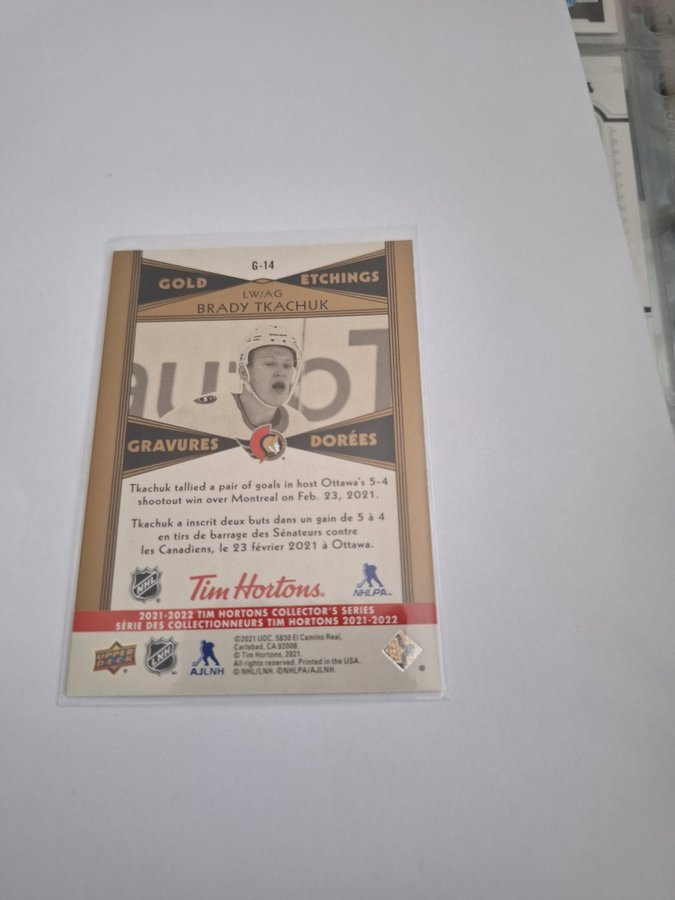 G-14
GOLD ETCHINGS
LW/AG
BRADY TKACHUK
GRAVURES DORÉES
Tkachuk tallied a pair of goals in host Ottawa's 5-4
shootout win over Montreal on Feb. 23, 2021.
Tkachuk a inscrit deux buts dans un gain de 5 à 4
en tirs de barrage des Sénateurs contre
les Canadiens, le 23 février 2021 à Ottawa.
NHL Tim Hortons. NHLPA
2021-2022 TIM HORTONS COLLECTOR'S SERIES
SÉRIE DES COLLECTIONNEURS TIM HORTONS 2021-2022
UPPER DECK LNH AJLNH
©2021 UDC, 5830 El Camino Real,
Carlsbad, CA 92008.
© Tim Hortons, 2021.
All rights reserved. Printed in the USA.
© NHL/LNH. ©NHLPA/AJLNH.